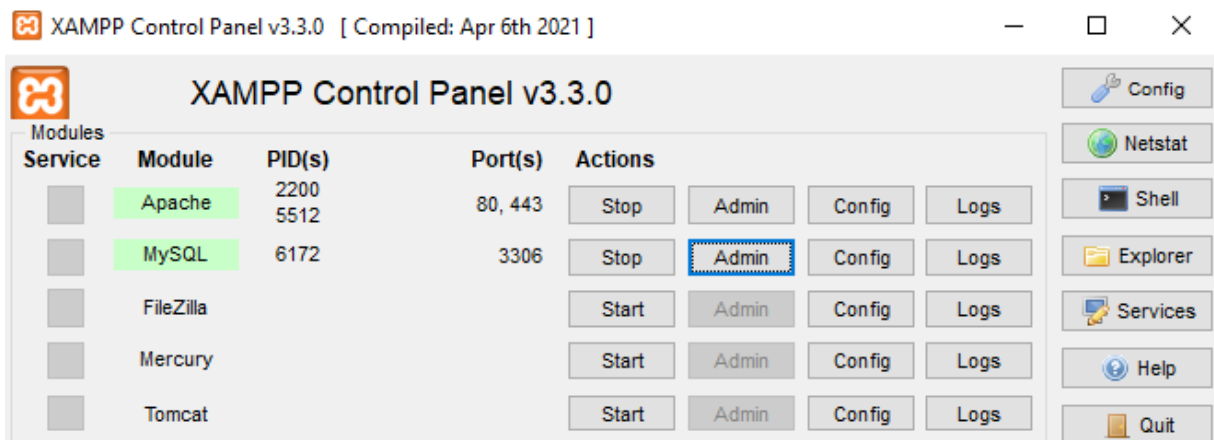 XAMPP Control Panel v3.3.0 [ Compiled: Apr 6th 2021 ]
XAMPP Control Panel v3.3.0
Config
Modules
Netstat
Service Module PID(s) Port(s) Actions
Apache 2200 5512 80, 443 Stop Admin Config Logs
Shell
MySQL 6172 3306 Stop Admin Config Logs
Explorer
FileZilla Start Admin Config Logs
Services
Mercury Start Admin Config Logs
Help
Tomcat Start Admin Config Logs
Quit